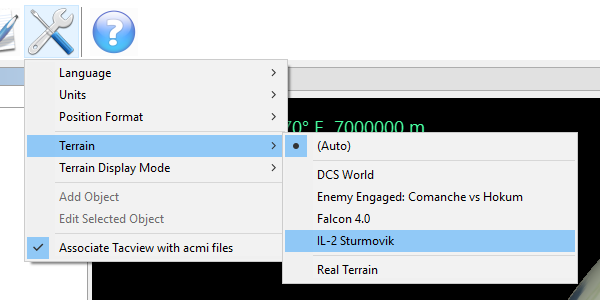 Language
Units
Position Format
70° E 7000000 m
Terrain
(Auto)
Terrain Display Mode
DCS World
Add Object
Enemy Engaged: Comanche vs Hokum
Edit Selected Object
Falcon 4.0
Associate Tacview with acmi files
IL-2 Sturmovik
Real Terrain